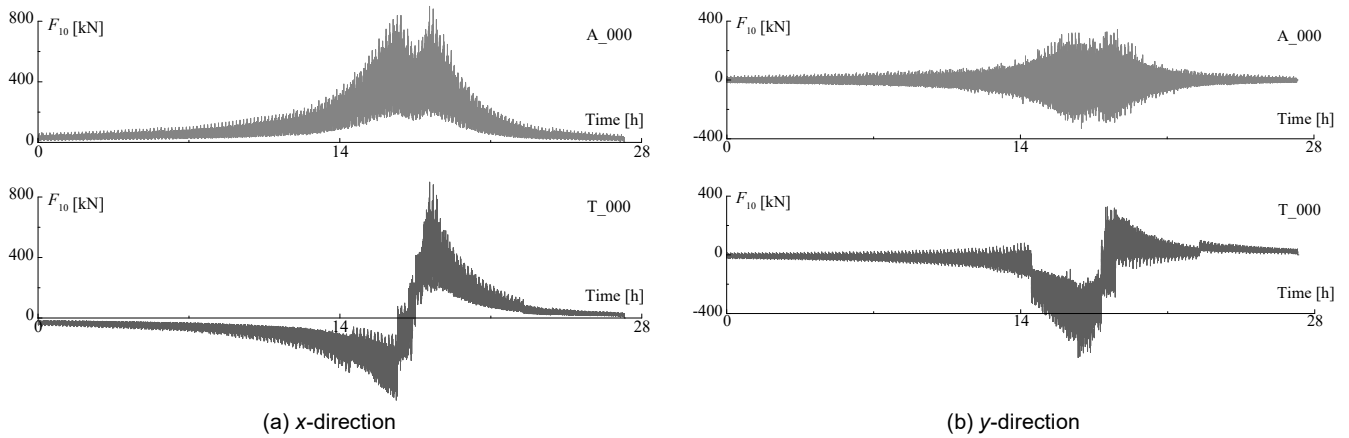 800
F₁₀ [kN]
A_000
400
Time [h]
0
0
14
28
800
F₁₀ [kN]
T_000
400
Time [h]
0
0
14
28
(a) x-direction
400
F₁₀ [kN]
A_000
0
Time [h]
-400
0
14
28
400
F₁₀ [kN]
T_000
0
Time [h]
-400
0
14
28
(b) y-direction